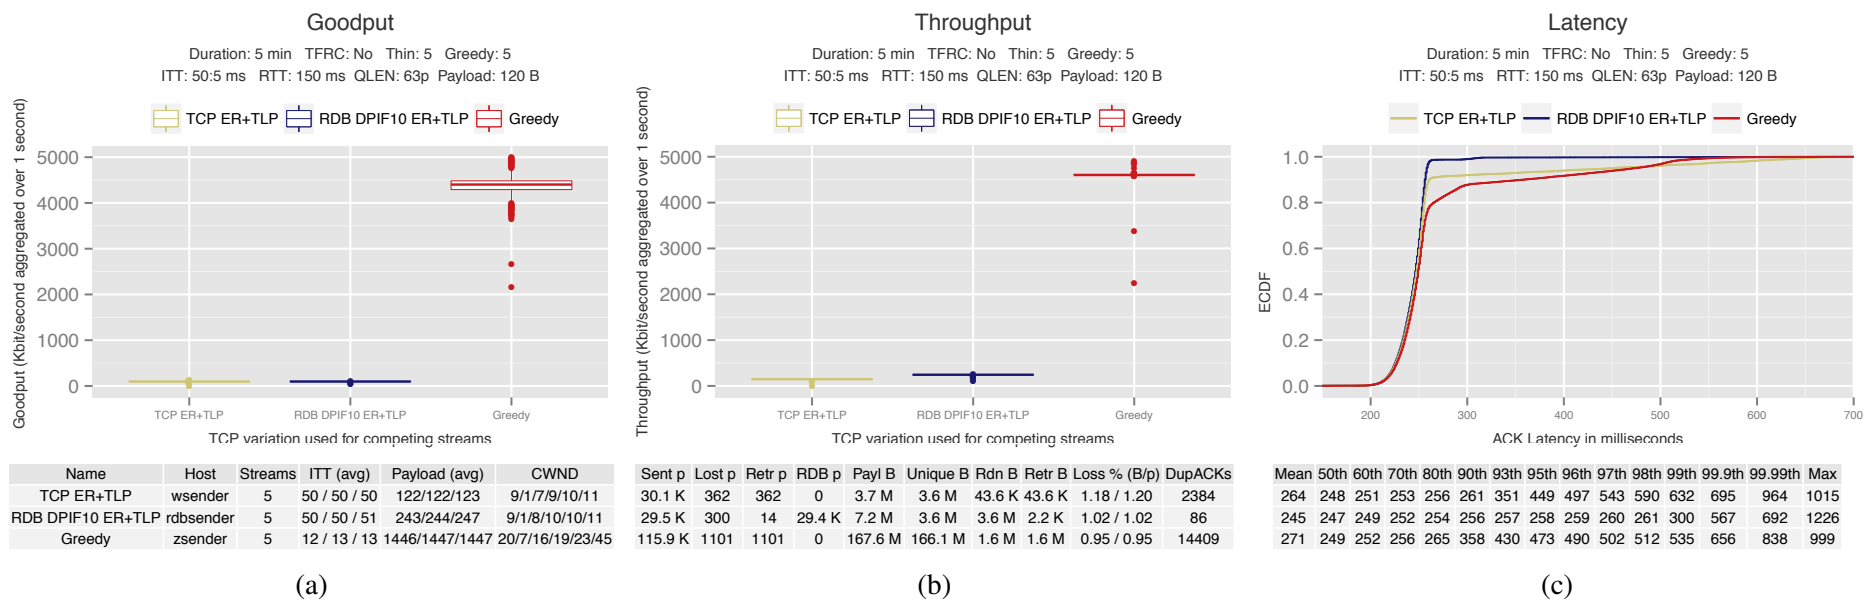 Goodput
Duration: 5 min TFRC: No Thin: 5 Greedy: 5
ITT: 50:5 ms RTT: 150 ms QLEN: 63p Payload: 120 B
TCP ER+TLP RDB DPIF10 ER+TLP Greedy
Goodput (Kbit/second aggregated over 1 second)
5000
4000
3000
2000
1000
0
TCP ER+TLP RDB DPIF10 ER+TLP Greedy
TCP variation used for competing streams
Name Host Streams ITT (avg) Payload (avg) CWND
TCP ER+TLP wsender 5 50 / 50 / 50 122/122/123 9/1/7/9/10/11
RDB DPIF10 ER+TLP rdbsender 5 50 / 50 / 51 243/244/247 9/1/8/10/10/11
Greedy zsender 5 12 / 13 / 13 1446/1447/1447 20/7/16/19/23/45
(a)
Throughput
Duration: 5 min TFRC: No Thin: 5 Greedy: 5
ITT: 50:5 ms RTT: 150 ms QLEN: 63p Payload: 120 B
TCP ER+TLP RDB DPIF10 ER+TLP Greedy
Throughput (Kbit/second aggregated over 1 second)
5000
4000
3000
2000
1000
0
TCP ER+TLP RDB DPIF10 ER+TLP Greedy
TCP variation used for competing streams
Sent p Lost p Retr p RDB p Payl B Unique B Rdn B Retr B Loss % (B/p) DupACKs
30.1 K 362 362 0 3.7 M 3.6 M 43.6 K 43.6 K 1.18 / 1.20 2384
29.5 K 300 14 29.4 K 7.2 M 3.6 M 3.6 M 2.2 K 1.02 / 1.02 86
115.9 K 1101 1101 0 167.6 M 166.1 M 1.6 M 1.6 M 0.95 / 0.95 14409
(b)
Latency
Duration: 5 min TFRC: No Thin: 5 Greedy: 5
ITT: 50:5 ms RTT: 150 ms QLEN: 63p Payload: 120 B
TCP ER+TLP RDB DPIF10 ER+TLP Greedy
ECDF
1.0
0.8
0.6
0.4
0.2
0.0
200 300 400 500 600 700
ACK Latency in milliseconds
Mean 50th 60th 70th 80th 90th 93th 95th 96th 97th 98th 99th 99.9th 99.99th Max
264 248 251 253 256 261 351 449 497 543 590 632 695 964 1015
245 247 249 252 254 256 257 258 259 260 261 300 567 692 1226
271 249 252 256 265 358 430 473 490 502 512 535 656 838 999
(c)